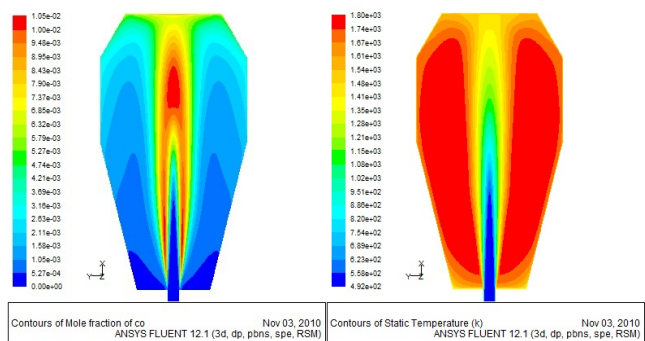 1.05e-02
1.00e-02
9.48e-03
8.95e-03
8.43e-03
7.90e-03
7.37e-03
6.85e-03
6.32e-03
5.79e-03
5.27e-03
4.74e-03
4.21e-03
3.69e-03
3.16e-03
2.63e-03
2.11e-03
1.58e-03
1.05e-03
5.27e-04
0.00e+00
X
Y
Z
Contours of Mole fraction of co
Nov 03, 2010
ANSYS FLUENT 12.1 (3d, dp, pbns, spe, RSM)
1.80e+03
1.74e+03
1.67e+03
1.60e+03
1.54e+03
1.47e+03
1.41e+03
1.34e+03
1.28e+03
1.21e+03
1.15e+03
1.08e+03
1.02e+03
9.50e+02
8.85e+02
8.19e+02
7.54e+02
6.89e+02
6.23e+02
5.58e+02
4.92e+02
X
Y
Z
Contours of Static Temperature (k)
Nov 03, 2010
ANSYS FLUENT 12.1 (3d, dp, pbns, spe, RSM)